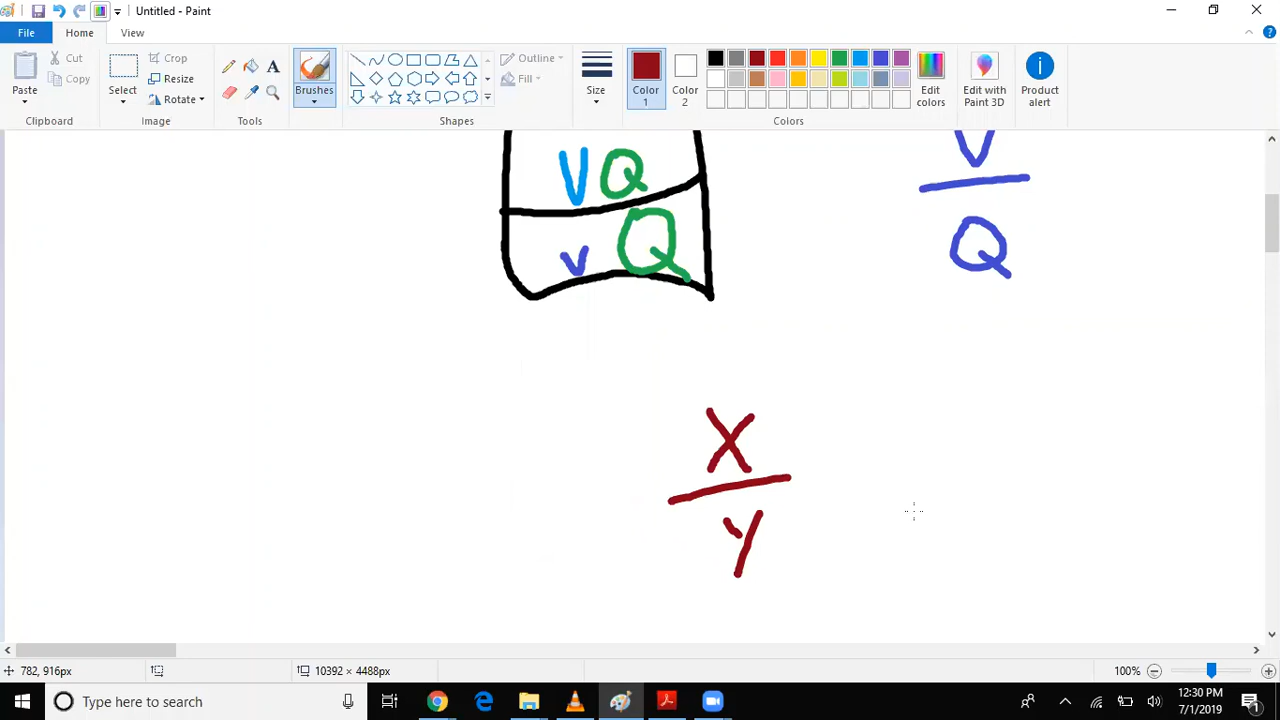 Untitled - Paint
File Home View
Paste
Cut
Copy
Clipboard
Select
Crop
Resize
Rotate
Image
A
Tools
Brushes
Outline
Fill
Shapes
Size
Color 1
Color 2
Edit colors
Colors
Edit with Paint 3D
Product alert
V Q
v Q
V
Q
X
Y
782, 916px
10392 × 4488px
100%
Type here to search
12:30 PM
7/1/2019
1